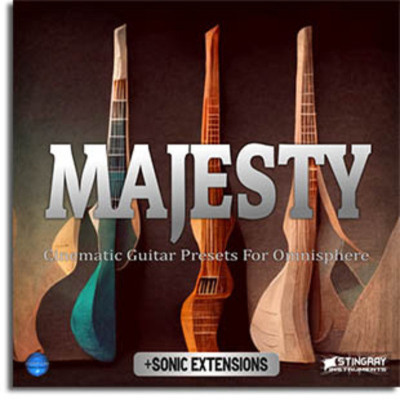 MAJESTY
Cinematic Guitar Presets For Omnisphere
+SONIC EXTENSIONS
STINGRAY
INSTRUMENTS